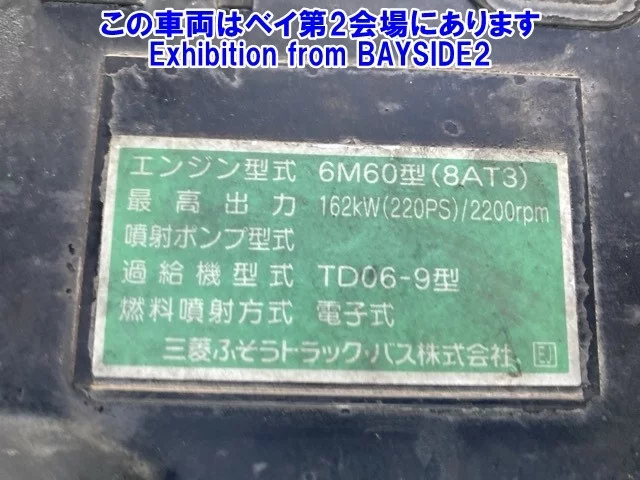 この車両はベイ第2会場にあります
Exhibition from BAYSIDE2
エンジン型式 6M60型(8AT3)
最高出力 162kW(220PS)/2200rpm
噴射ポンプ型式
過給機型式 TD06-9型
燃料噴射方式 電子式
三菱ふそうトラック・バス株式会社 EJ